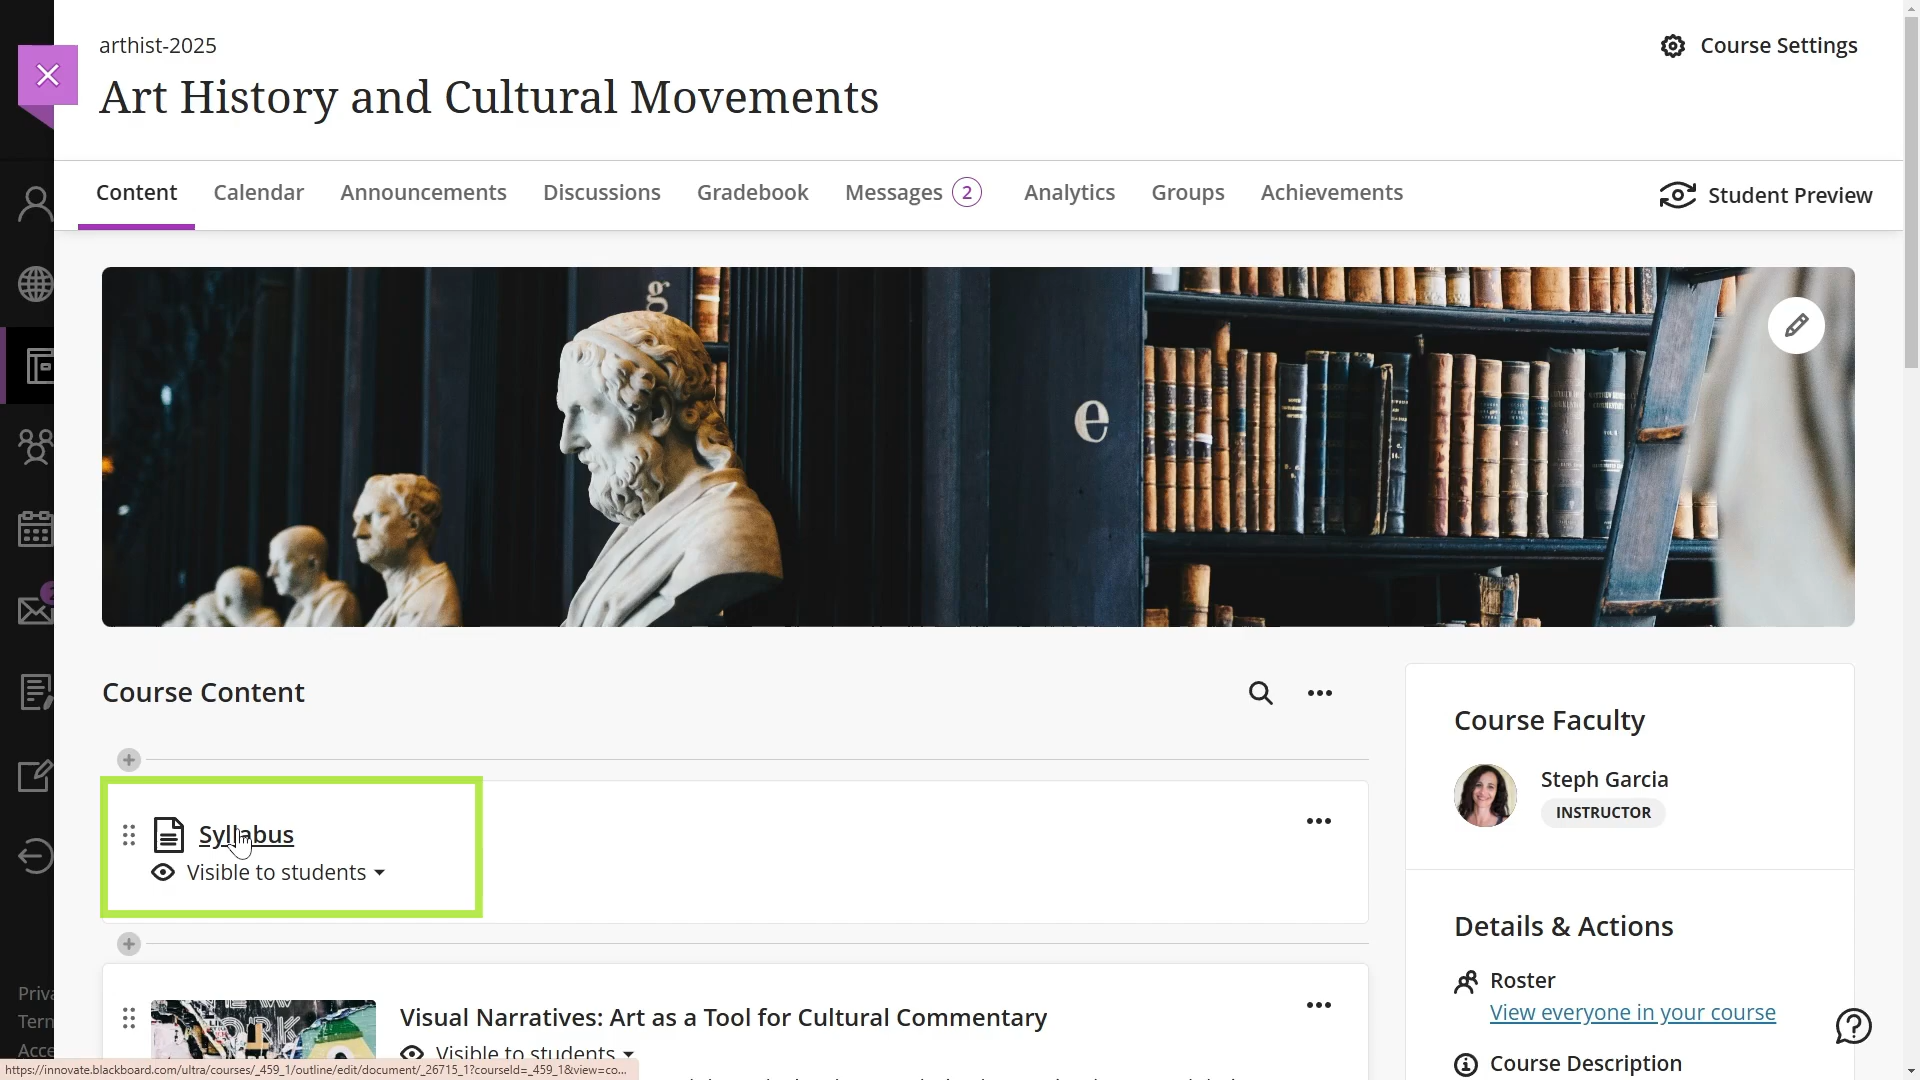 arthist-2025
Course Settings
Art History and Cultural Movements
Content Calendar Announcements Discussions Gradebook Messages 2 Analytics Groups Achievements Student Preview
g
e
Course Content
Course Faculty
Steph Garcia
INSTRUCTOR
Syllabus
Visible to students
Details & Actions
Roster
View everyone in your course
Visual Narratives: Art as a Tool for Cultural Commentary
Visible to students
Course Description
Priva
Tern
Acce
https://innovate.blackboard.com/ultra/courses/_459_1/outline/edit/document/_26715_1?courseId=_459_1&view=co...